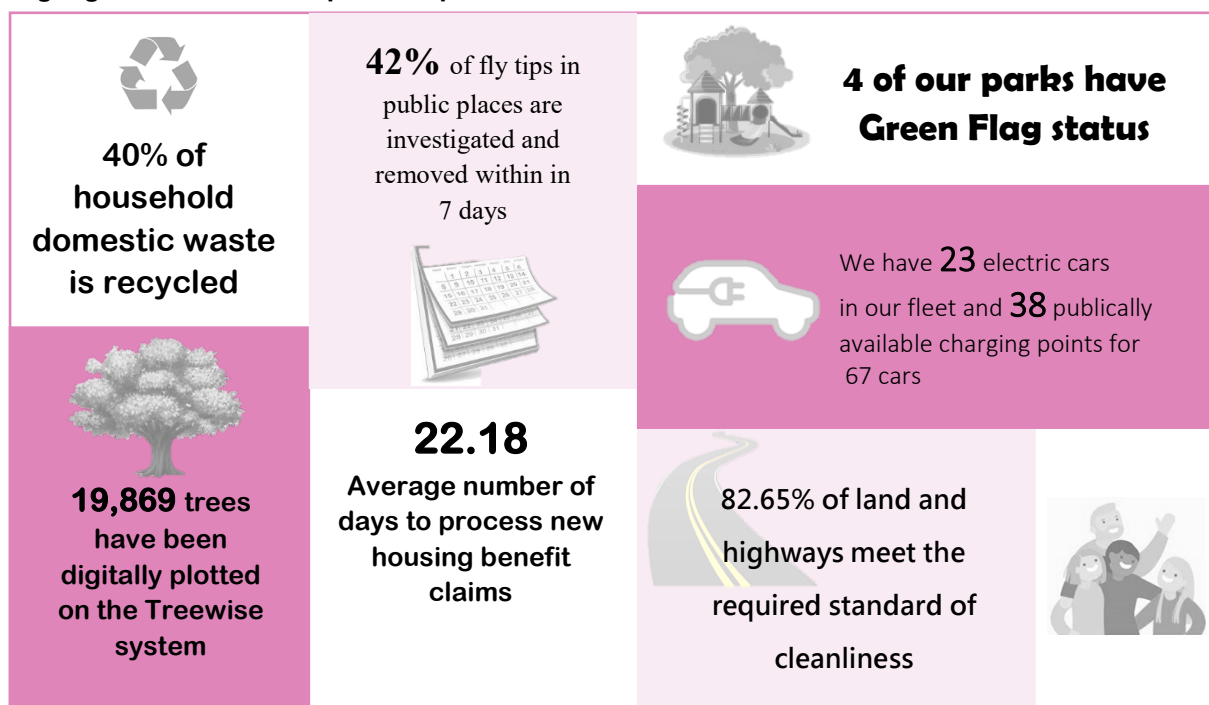 40% of
household
domestic waste
is recycled
42% of fly tips in
public places are
investigated and
removed within in
7 days
4 of our parks have
Green Flag status
We have 23 electric cars
in our fleet and 38 publically
available charging points for
67 cars
19,869 trees
have been
digitally plotted
on the Treewise
system
22.18
Average number of
days to process new
housing benefit
claims
82.65% of land and
highways meet the
required standard of
cleanliness